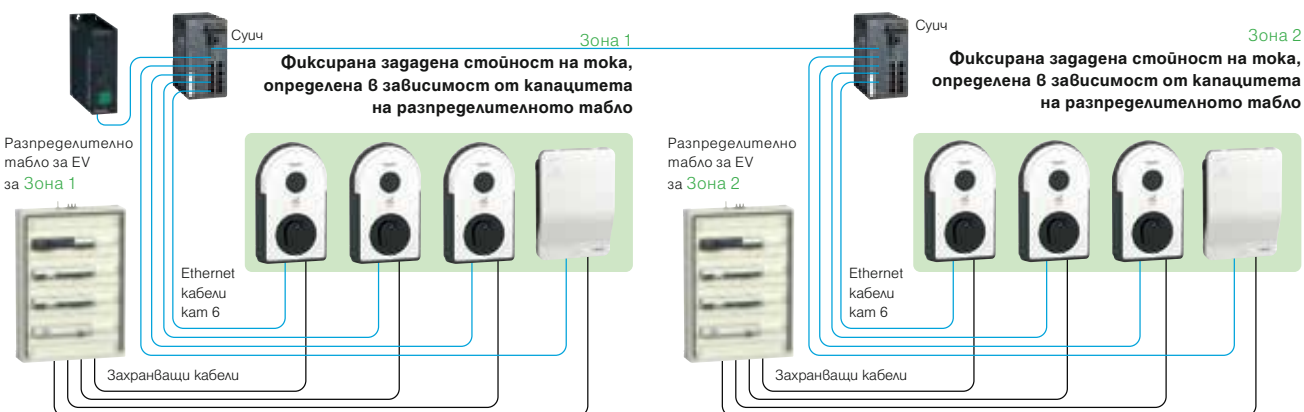 Суич
Зона 1
Фиксирана зададена стойност на тока,
определена в зависимост от капацитета
на разпределителното табло
Разпределително
табло за EV
за Зона 1
Ethernet
кабели
кат 6
Захранващи кабели
Суич
Зона 2
Фиксирана зададена стойност на тока,
определена в зависимост от капацитета
на разпределителното табло
Разпределително
табло за EV
за Зона 2
Ethernet
кабели
кат 6
Захранващи кабели